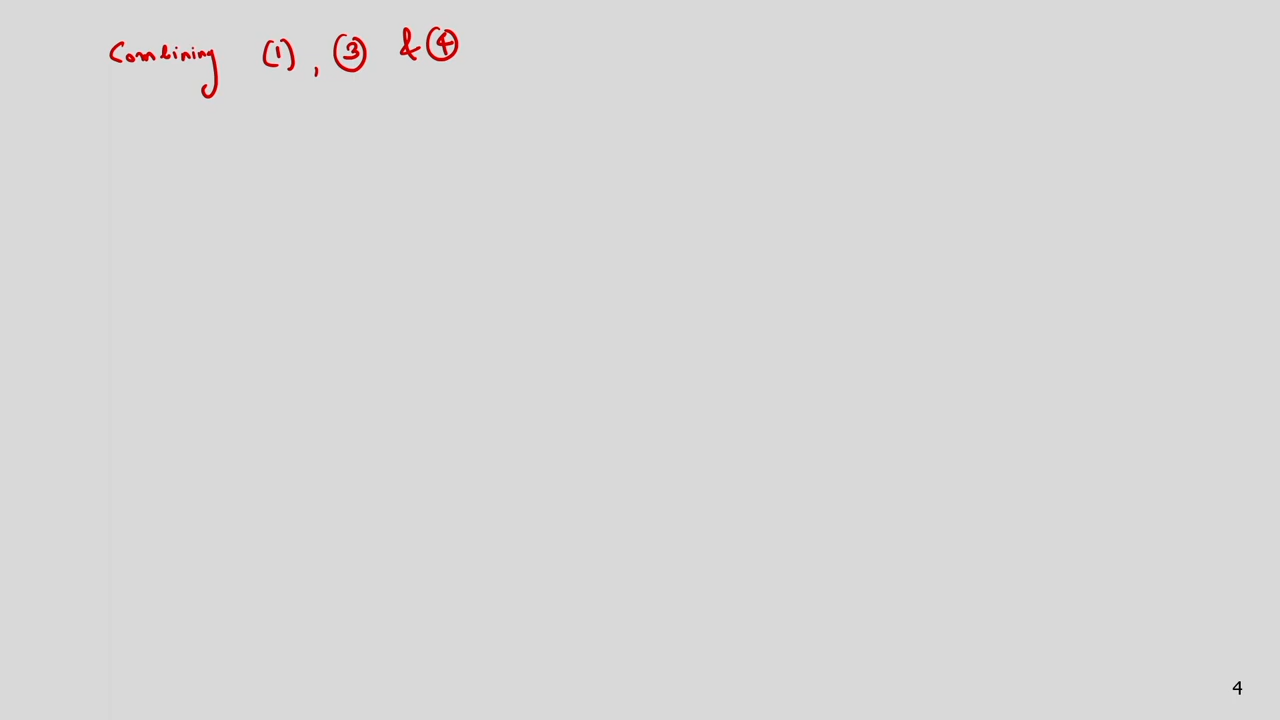 Combining (1), ③ & ④
4